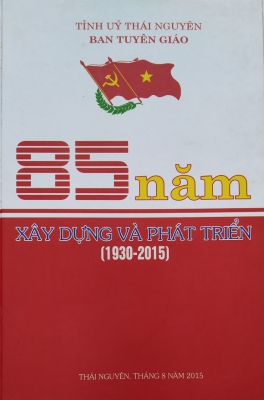 TỈNH UỶ THÁI NGUYÊN
BAN TUYÊN GIÁO
85 năm
XÂY DỰNG VÀ PHÁT TRIỂN
(1930-2015)
THÁI NGUYÊN, THÁNG 8 NĂM 2015